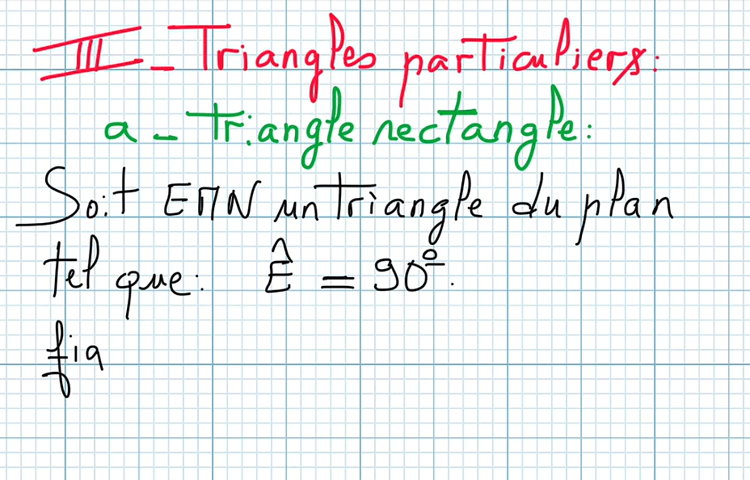 III - Triangles particuliers:
a - Triangle rectangle:
Soit EMN un triangle du plan
tel que: Ê = 90°.
fig